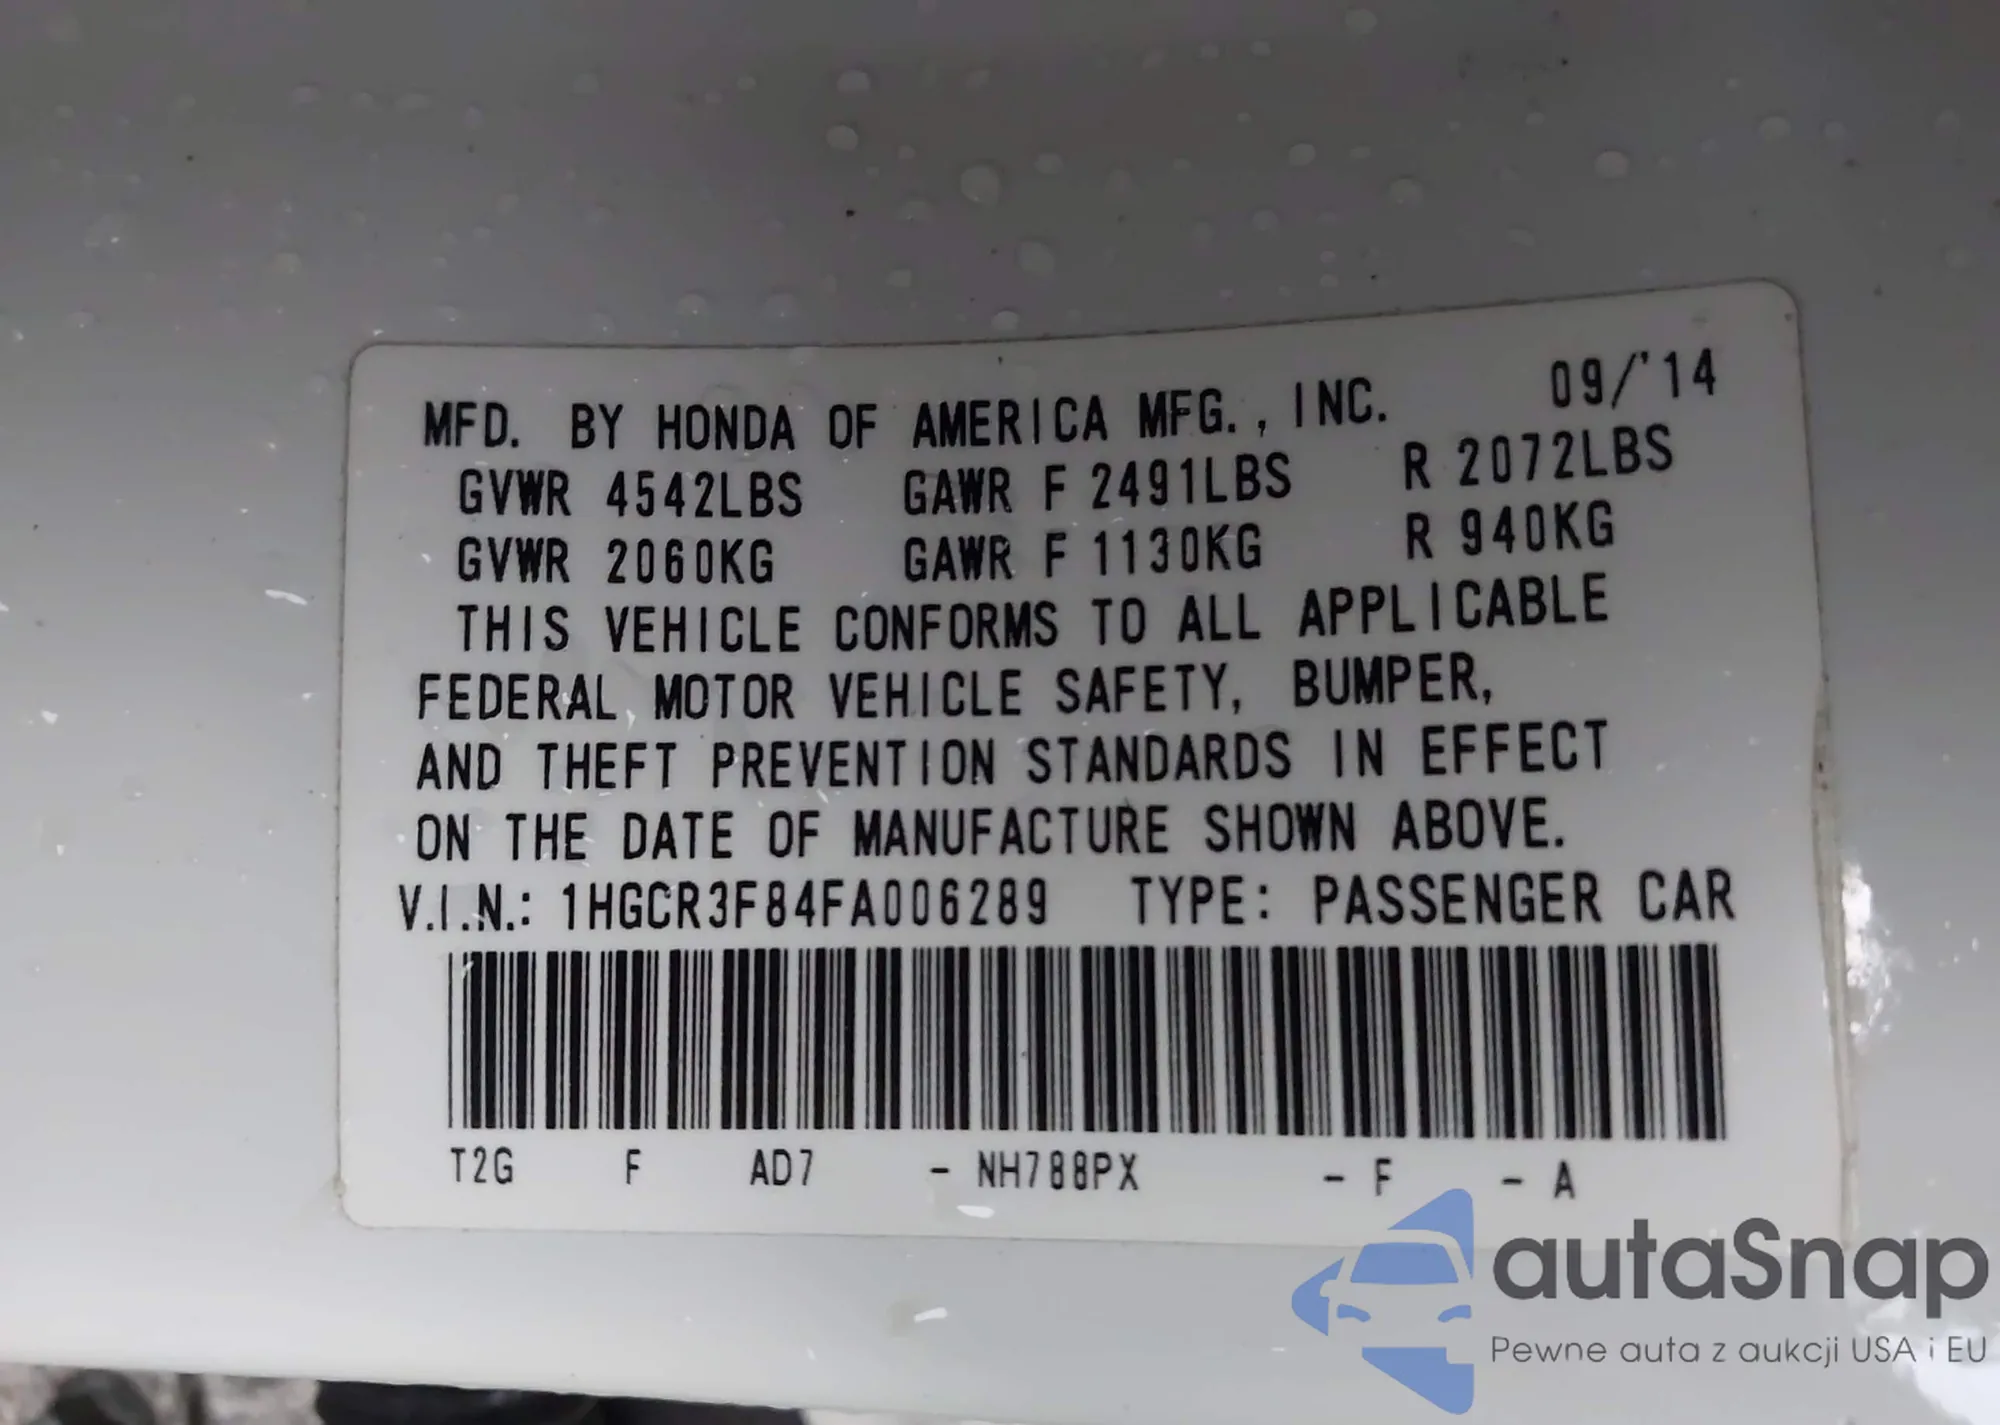 MFD. BY HONDA OF AMERICA MFG., INC. 09/'14
GVWR 4542LBS GAWR F 2491LBS R 2072LBS
GVWR 2060KG GAWR F 1130KG R 940KG
THIS VEHICLE CONFORMS TO ALL APPLICABLE
FEDERAL MOTOR VEHICLE SAFETY, BUMPER,
AND THEFT PREVENTION STANDARDS IN EFFECT
ON THE DATE OF MANUFACTURE SHOWN ABOVE.
V.I.N.: 1HGCR3F84FA006289 TYPE: PASSENGER CAR
T2G F AD7 - NH788PX - F - A
autaSnap
Pewne auta z aukcji USA i EU